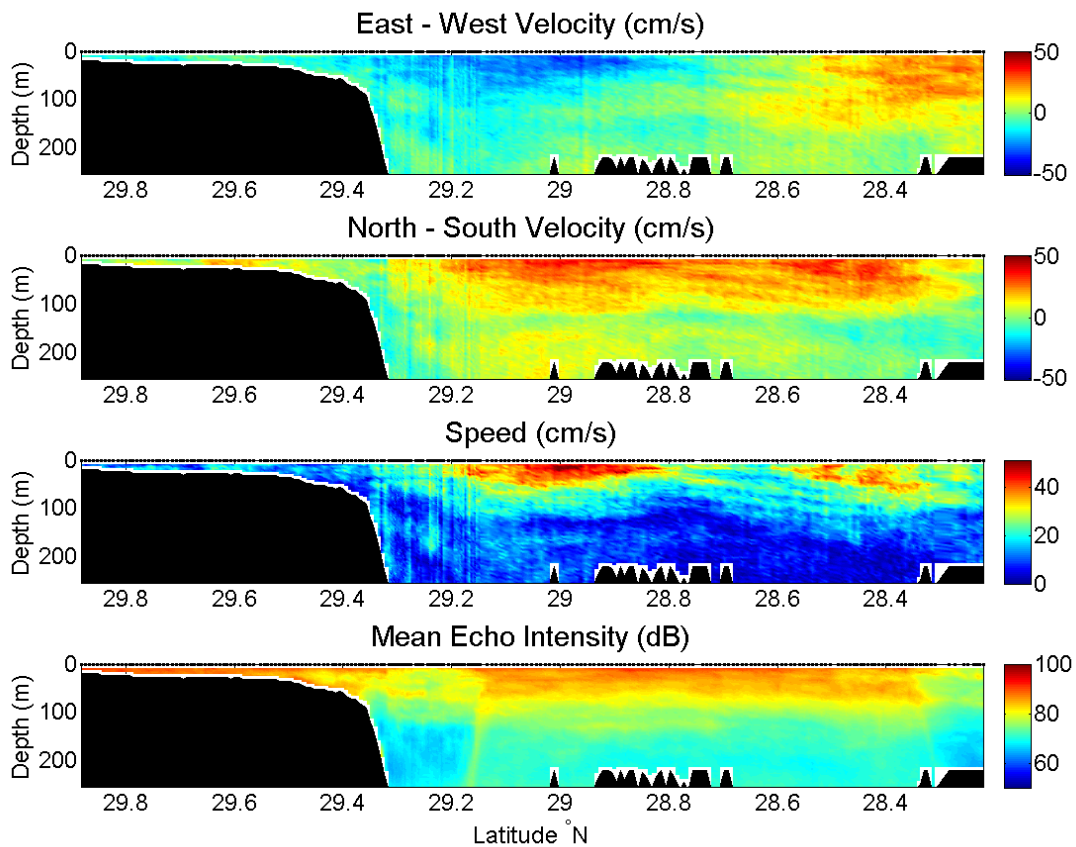 East - West Velocity (cm/s)
Depth (m)
0
100
200
29.8 29.6 29.4 29.2 29 28.8 28.6 28.4
50
0
-50
North - South Velocity (cm/s)
Depth (m)
0
100
200
29.8 29.6 29.4 29.2 29 28.8 28.6 28.4
50
0
-50
Speed (cm/s)
Depth (m)
0
100
200
29.8 29.6 29.4 29.2 29 28.8 28.6 28.4
40
20
0
Mean Echo Intensity (dB)
Depth (m)
0
100
200
29.8 29.6 29.4 29.2 29 28.8 28.6 28.4
100
80
60
Latitude °N